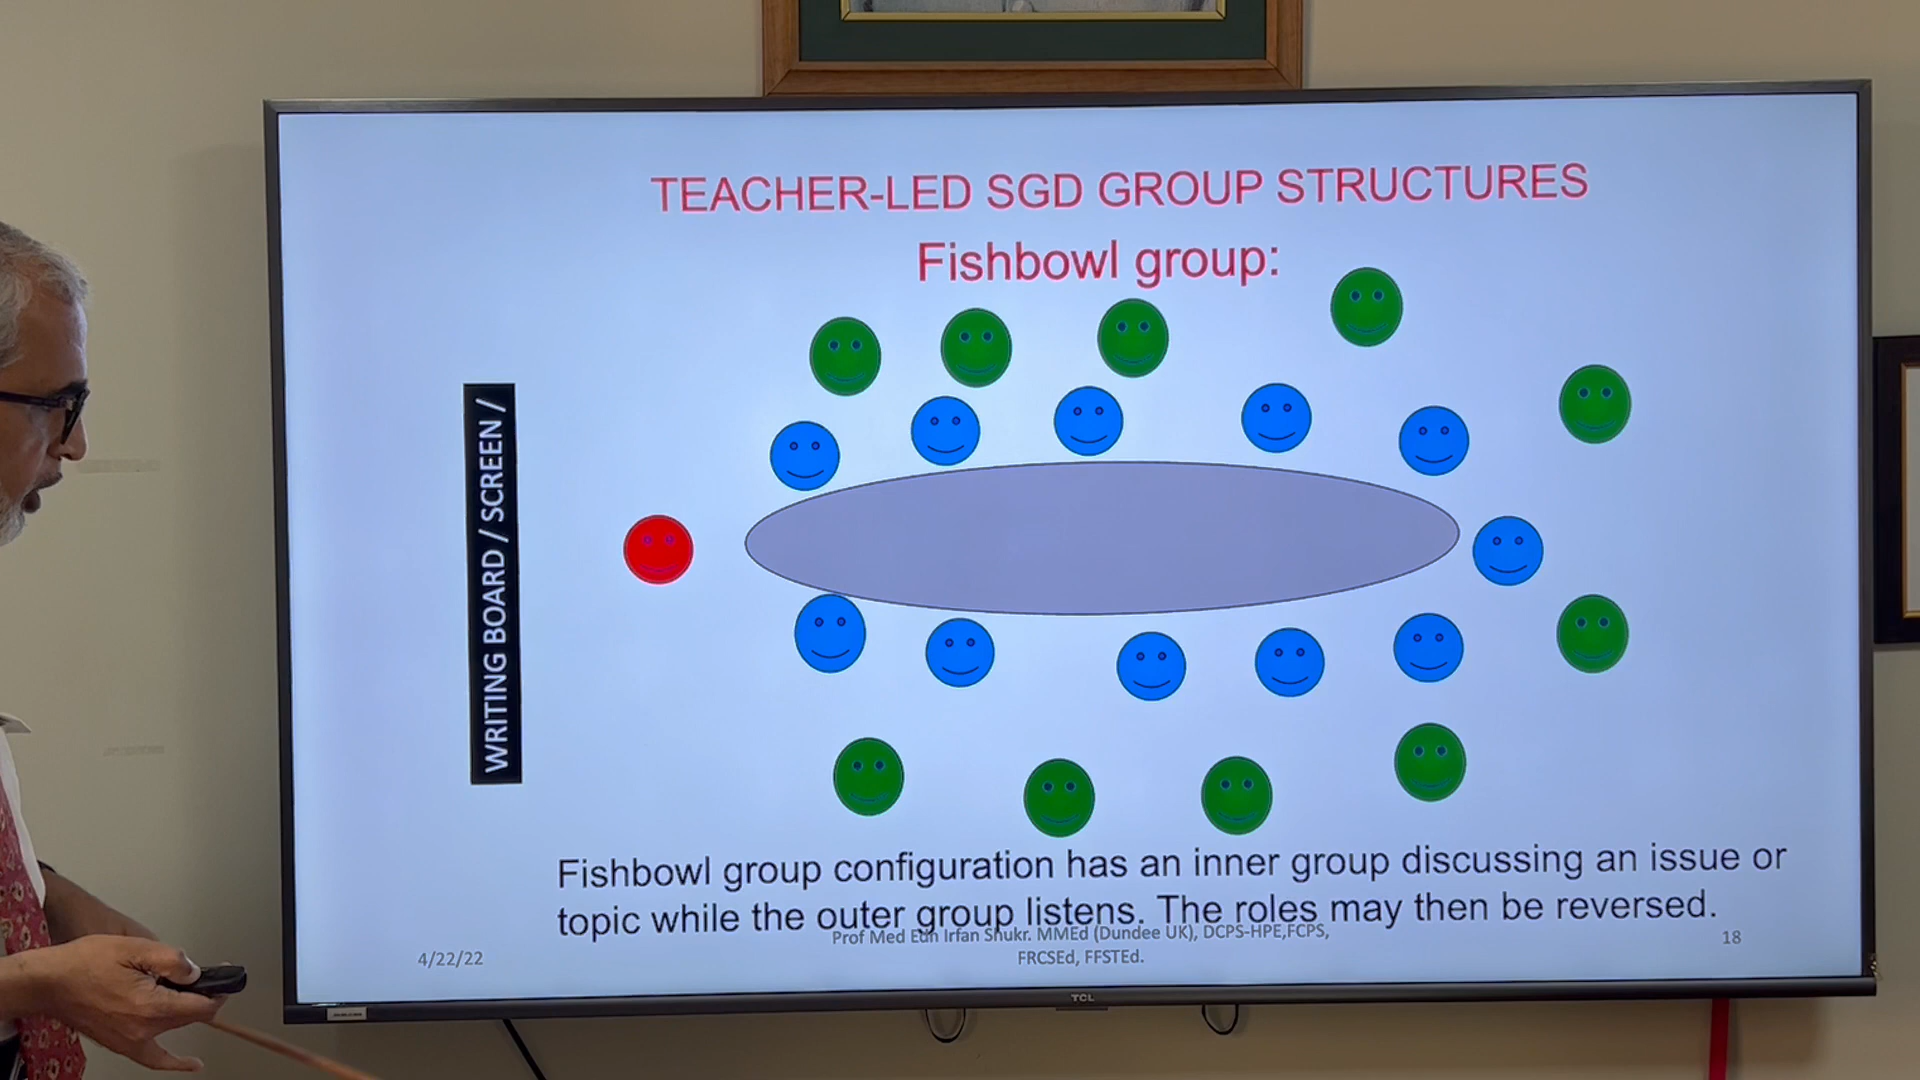 TEACHER-LED SGD GROUP STRUCTURES
Fishbowl group:
WRITING BOARD / SCREEN /
Fishbowl group configuration has an inner group discussing an issue or
topic while the outer group listens. The roles may then be reversed.
Prof Med Edn Irfan Shukr. MMEd (Dundee UK), DCPS-HPE,FCPS,
FRCSEd, FFSTEd.
4/22/22
18
TCL